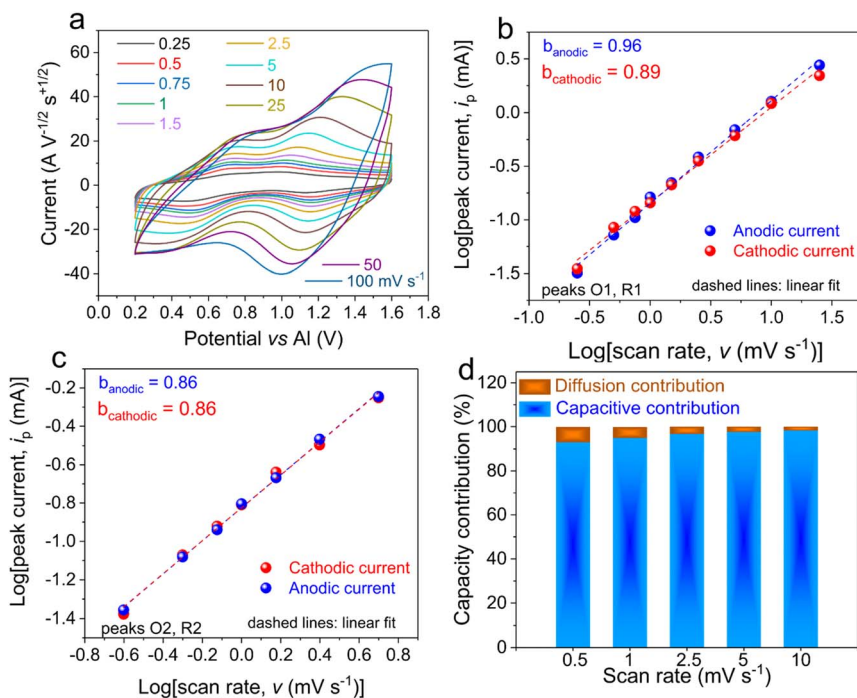 a
0.25
0.5
0.75
1
1.5
2.5
5
10
25
50
100 mV s⁻¹
60
40
20
0
-20
-40
Current (A V⁻¹ᐟ² s⁺¹ᐟ²)
0.0 0.2 0.4 0.6 0.8 1.0 1.2 1.4 1.6 1.8
Potential vs Al (V)
b
b_anodic = 0.96
b_cathodic = 0.89
Anodic current
Cathodic current
peaks O1, R1
dashed lines: linear fit
0.5
0.0
-0.5
-1.0
-1.5
Log[peak current, i_p (mA)]
-1.0 -0.5 0.0 0.5 1.0 1.5
Log[scan rate, v (mV s⁻¹)]
c
b_anodic = 0.86
b_cathodic = 0.86
Cathodic current
Anodic current
peaks O2, R2
dashed lines: linear fit
-0.2
-0.4
-0.6
-0.8
-1.0
-1.2
-1.4
Log[peak current, i_p (mA)]
-0.8 -0.6 -0.4 -0.2 0.0 0.2 0.4 0.6 0.8
Log[scan rate, v (mV s⁻¹)]
d
Diffusion contribution
Capacitive contribution
120
100
80
60
40
20
0
Capacity contribution (%)
0.5 1 2.5 5 10
Scan rate (mV s⁻¹)